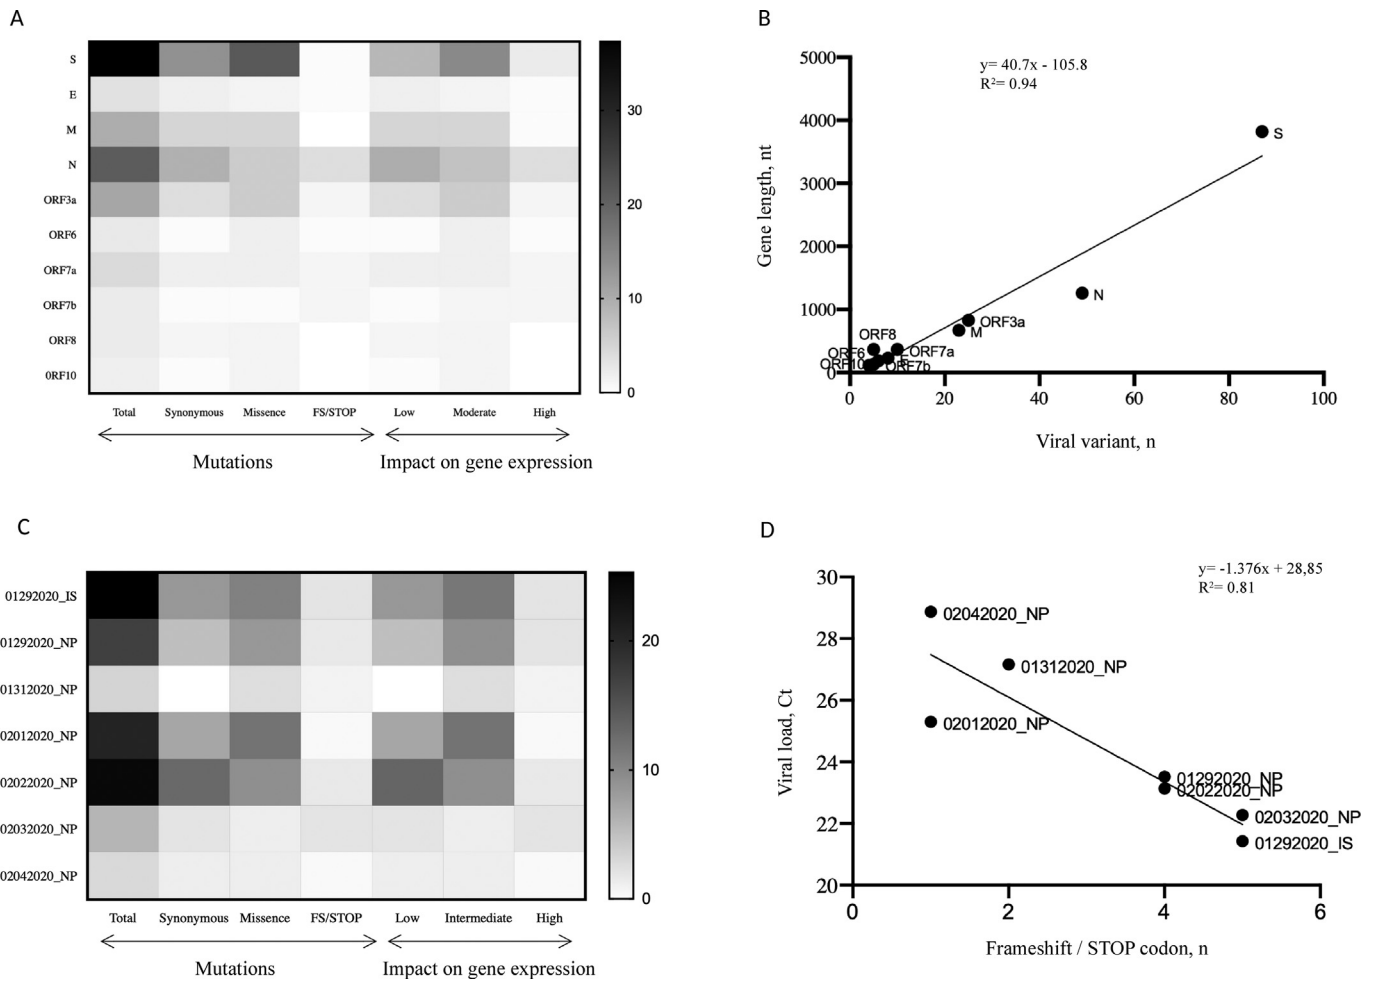 A
S
E
M
N
ORF3a
ORF6
ORF7a
ORF7b
ORF8
0RF10
30
20
10
0
Total Synonymous Missence FS/STOP Low Moderate High
Mutations Impact on gene expression
B
y= 40.7x - 105.8
R²= 0.94
Gene length, nt
5000
4000
3000
2000
1000
0
S
N
ORF3a
M
ORF8
ORF7a
ORF6
E
ORF10
ORF7b
0 20 40 60 80 100
Viral variant, n
C
01292020_IS
01292020_NP
01312020_NP
02012020_NP
02022020_NP
02032020_NP
02042020_NP
20
10
0
Total Synonymous Missence FS/STOP Low Intermediate High
Mutations Impact on gene expression
D
y= -1.376x + 28,85
R²= 0.81
Viral load, Ct
30
28
26
24
22
20
02042020_NP
01312020_NP
02012020_NP
01292020_NP
02022020_NP
02032020_NP
01292020_IS
0 2 4 6
Frameshift / STOP codon, n